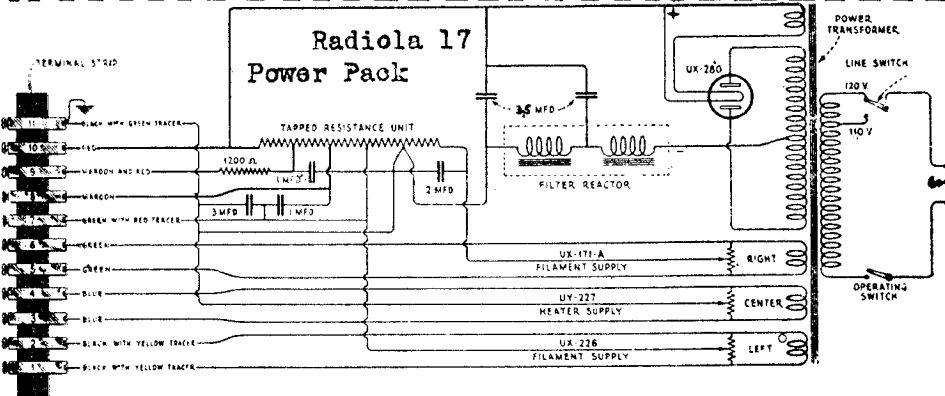 Radiola 17
Power Pack
POWER
TRANSFORMER
LINE SWITCH
120 V.
110 V
UX-280
TERMINAL STRIP
3.5 MFD
TAPPED RESISTANCE UNIT
FILTER REACTOR
11 BLACK WITH GREEN TRACER
10 RED
1200 Ω
9 MAROON AND RED
1 MFD
2 MFD
8 MAROON
3 MFD
1 MFD
7 GREEN WITH RED TRACER
6 GREEN
UX-171-A
FILAMENT SUPPLY
RIGHT
5 GREEN
OPERATING
SWITCH
4 BLUE
UY-227
HEATER SUPPLY
CENTER
3 BLUE
2 BLACK WITH YELLOW TRACER
UX-226
FILAMENT SUPPLY
LEFT
1 BLACK WITH YELLOW TRACER